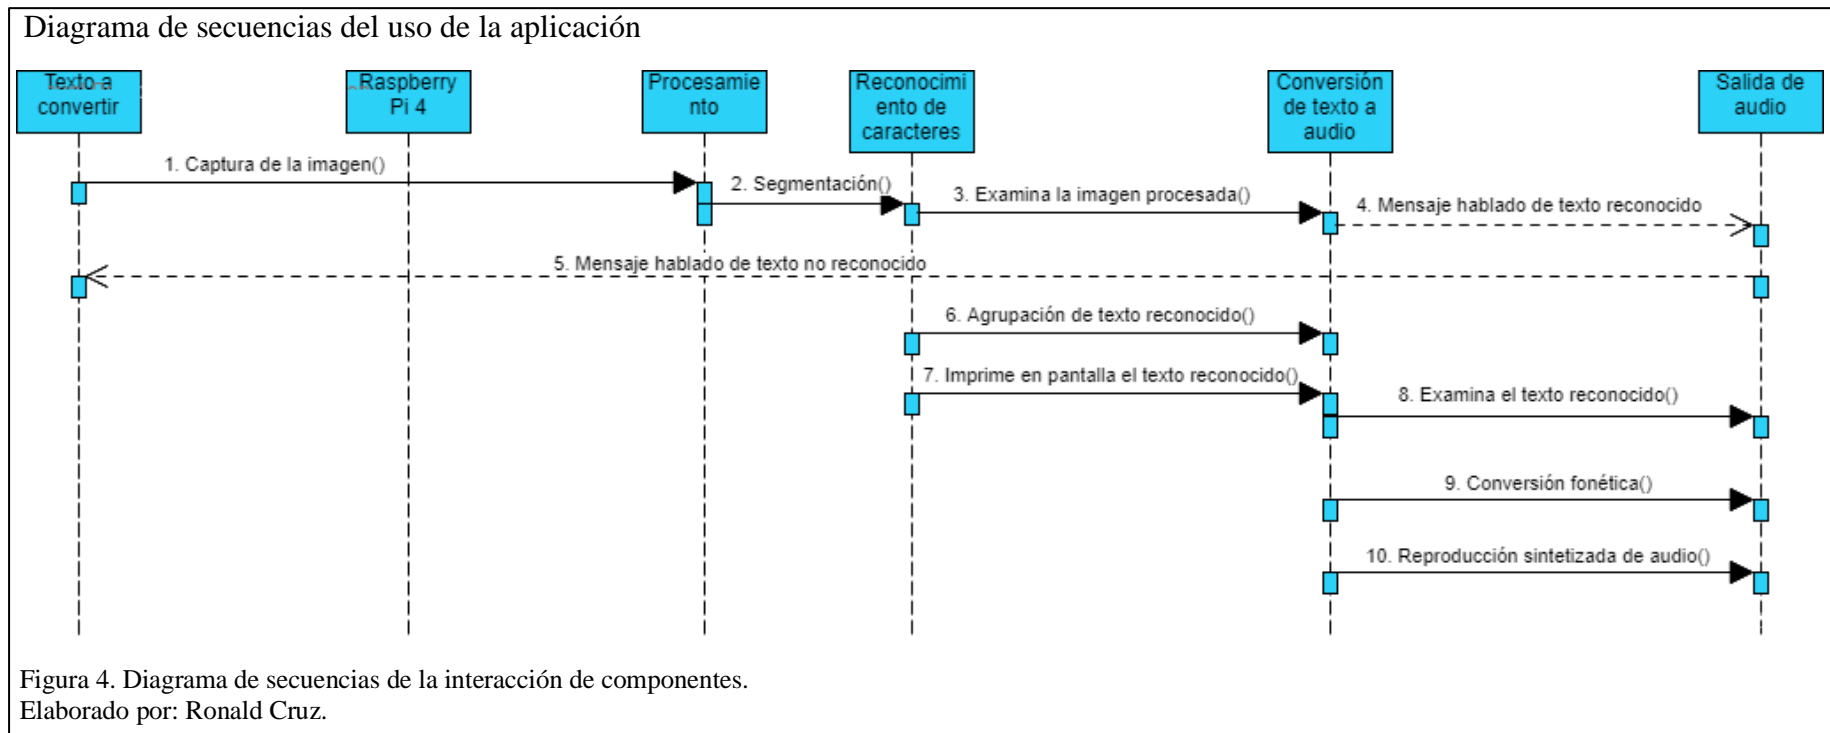 Diagrama de secuencias del uso de la aplicación
Texto a
convertir
Raspberry
Pi 4
Procesamie
nto
Reconocimi
ento de
caracteres
Conversión
de texto a
audio
Salida de
audio
1. Captura de la imagen()
2. Segmentación()
3. Examina la imagen procesada()
4. Mensaje hablado de texto reconocido
5. Mensaje hablado de texto no reconocido
6. Agrupación de texto reconocido()
7. Imprime en pantalla el texto reconocido()
8. Examina el texto reconocido()
9. Conversión fonética()
10. Reproducción sintetizada de audio()
Figura 4. Diagrama de secuencias de la interacción de componentes.
Elaborado por: Ronald Cruz.